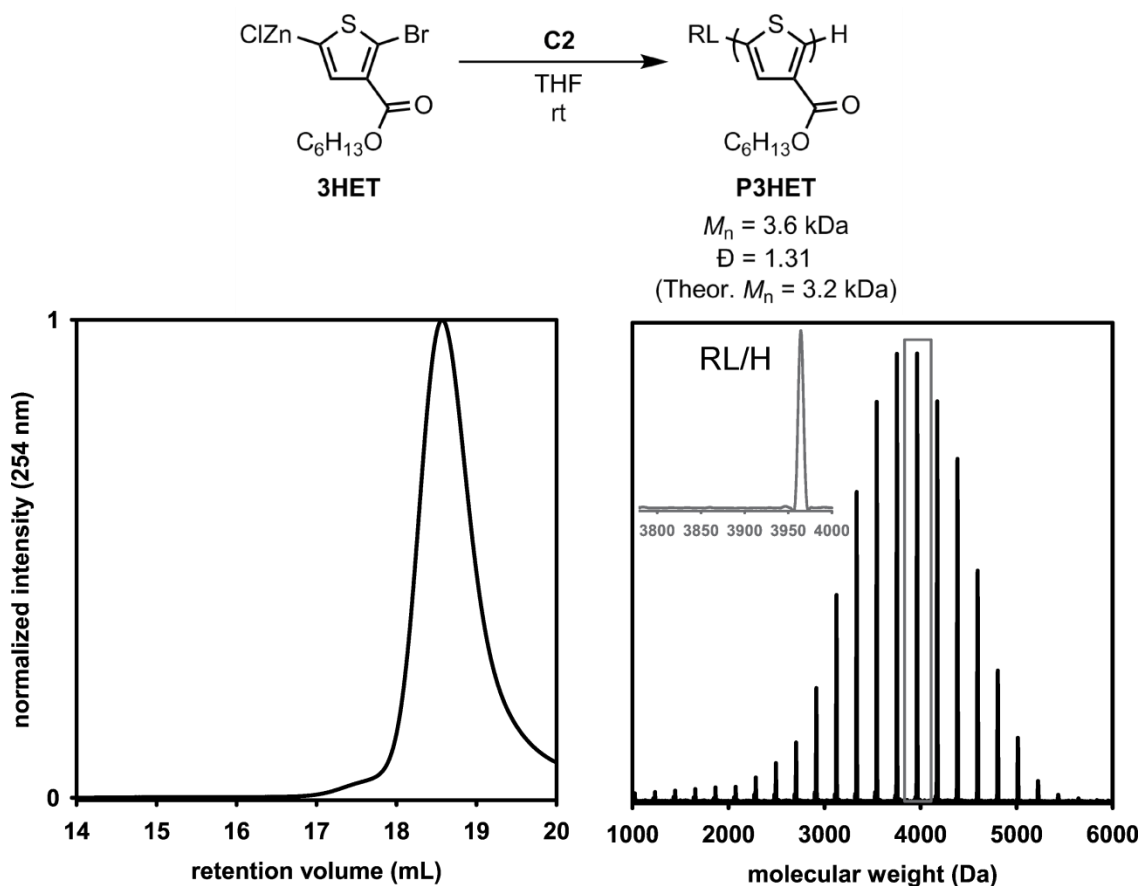 ClZn
S
Br
O
C6H13
O
3HET
C2
THF
rt
RL
S
H
O
C6H13
O
P3HET
Mn = 3.6 kDa
Đ = 1.31
(Theor. Mn = 3.2 kDa)
normalized intensity (254 nm)
1
0
14 15 16 17 18 19 20
retention volume (mL)
RL/H
3800 3850 3900 3950 4000
1000 2000 3000 4000 5000 6000
molecular weight (Da)